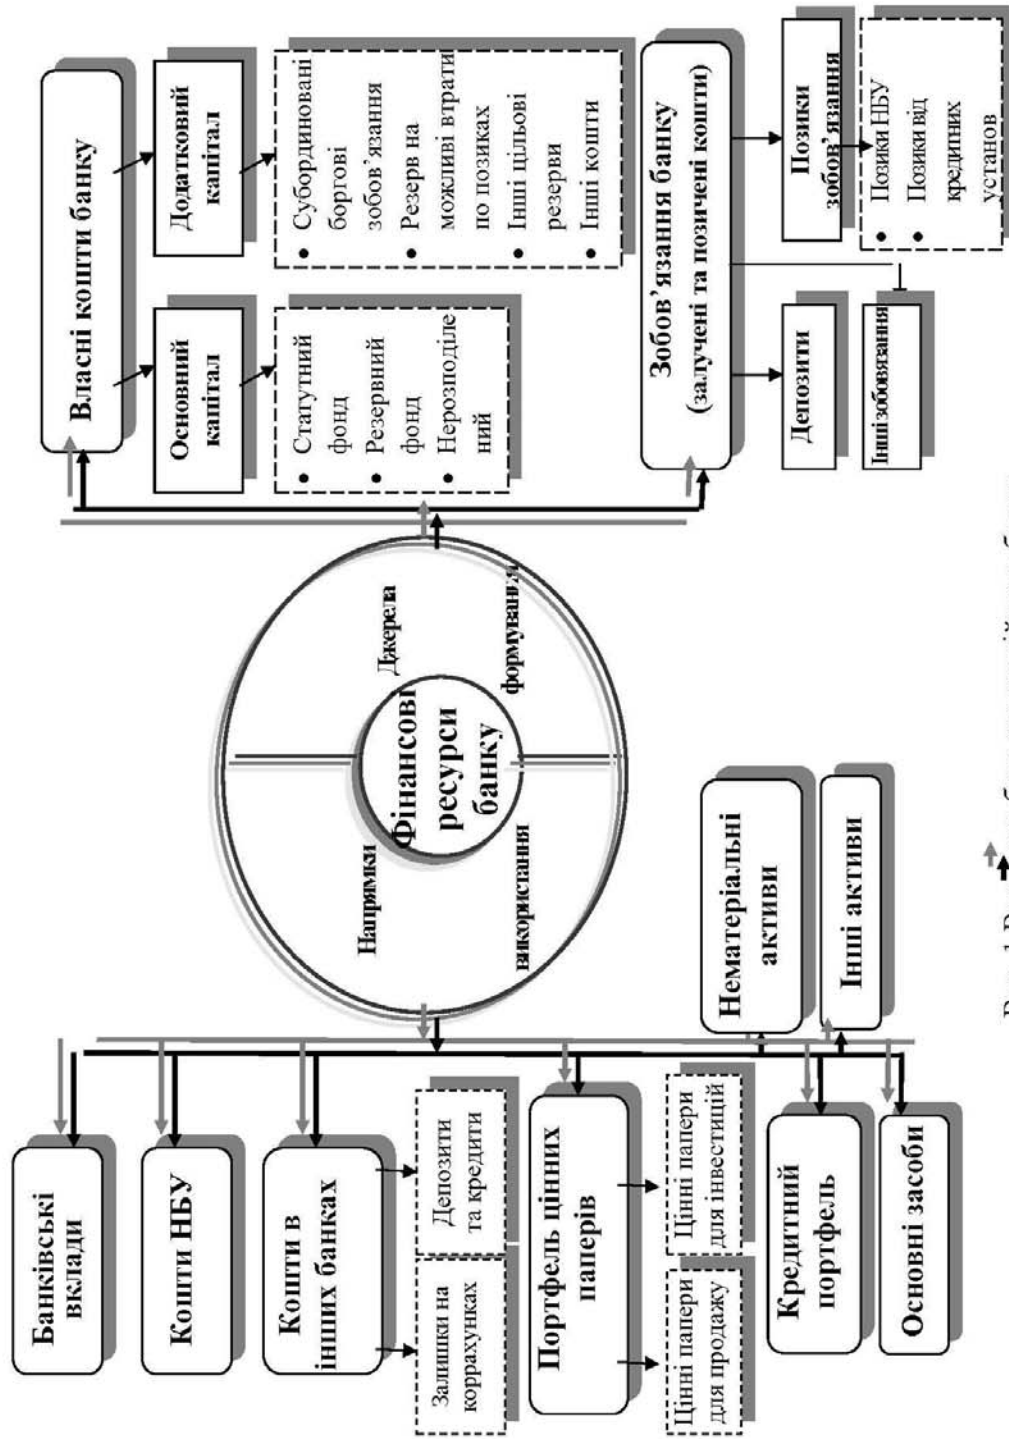 Банківські
вклади
Кошти НБУ
Кошти в
інших банках
Залишки на
коррахунках
Депозити
та кредити
Портфель цінних
паперів
Цінні папери
для продажу
Цінні папери
для інвестицій
Кредитний
портфель
Основні засоби
Нематеріальні
активи
Інші активи
Напрямки
використання
Фінансові
ресурси
банку
Джерела
формування
Власні кошти банку
Основний
капітал
Додатковий
капітал
• Статутний
фонд
• Резервний
фонд
• Нерозподіле
ний
• Субординовані
боргові
зобов’язання
• Резерв на
можливі втрати
по позиках
• Інші цільові
резерви
• Інші кошти
Зобов’язання банку
(залучені та позичені кошти)
Депозити
Інші зобовязання
Позики
зобов’язання
• Позики НБУ
• Позики від
кредитних
установ